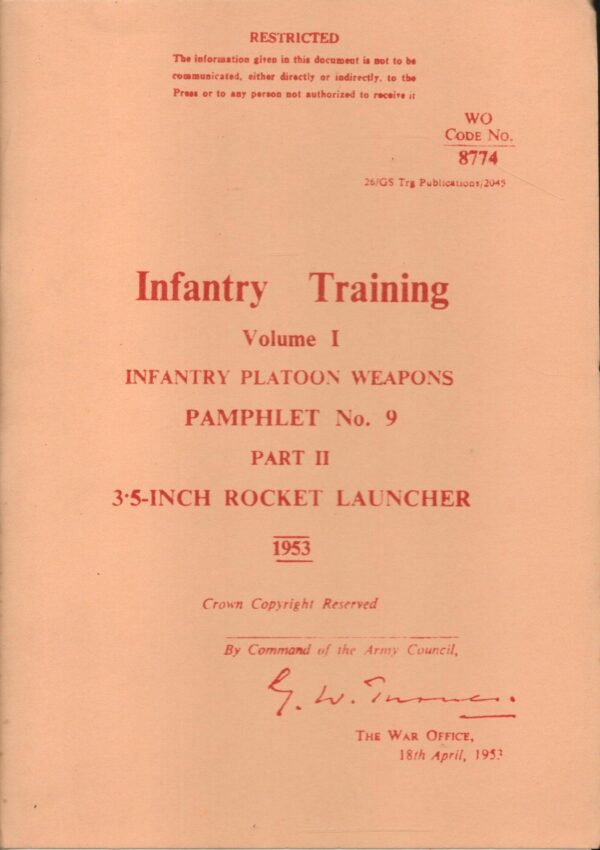 RESTRICTED
The information given in this document is not to be
communicated, either directly or indirectly, to the
Press or to any person not authorized to receive it
WO
CODE No.
8774
26/GS Trg Publications/2045
Infantry Training
Volume I
INFANTRY PLATOON WEAPONS
PAMPHLET No. 9
PART II
3·5-INCH ROCKET LAUNCHER
1953
Crown Copyright Reserved
By Command of the Army Council,
G. W. Turner.
THE WAR OFFICE,
18th April, 1953